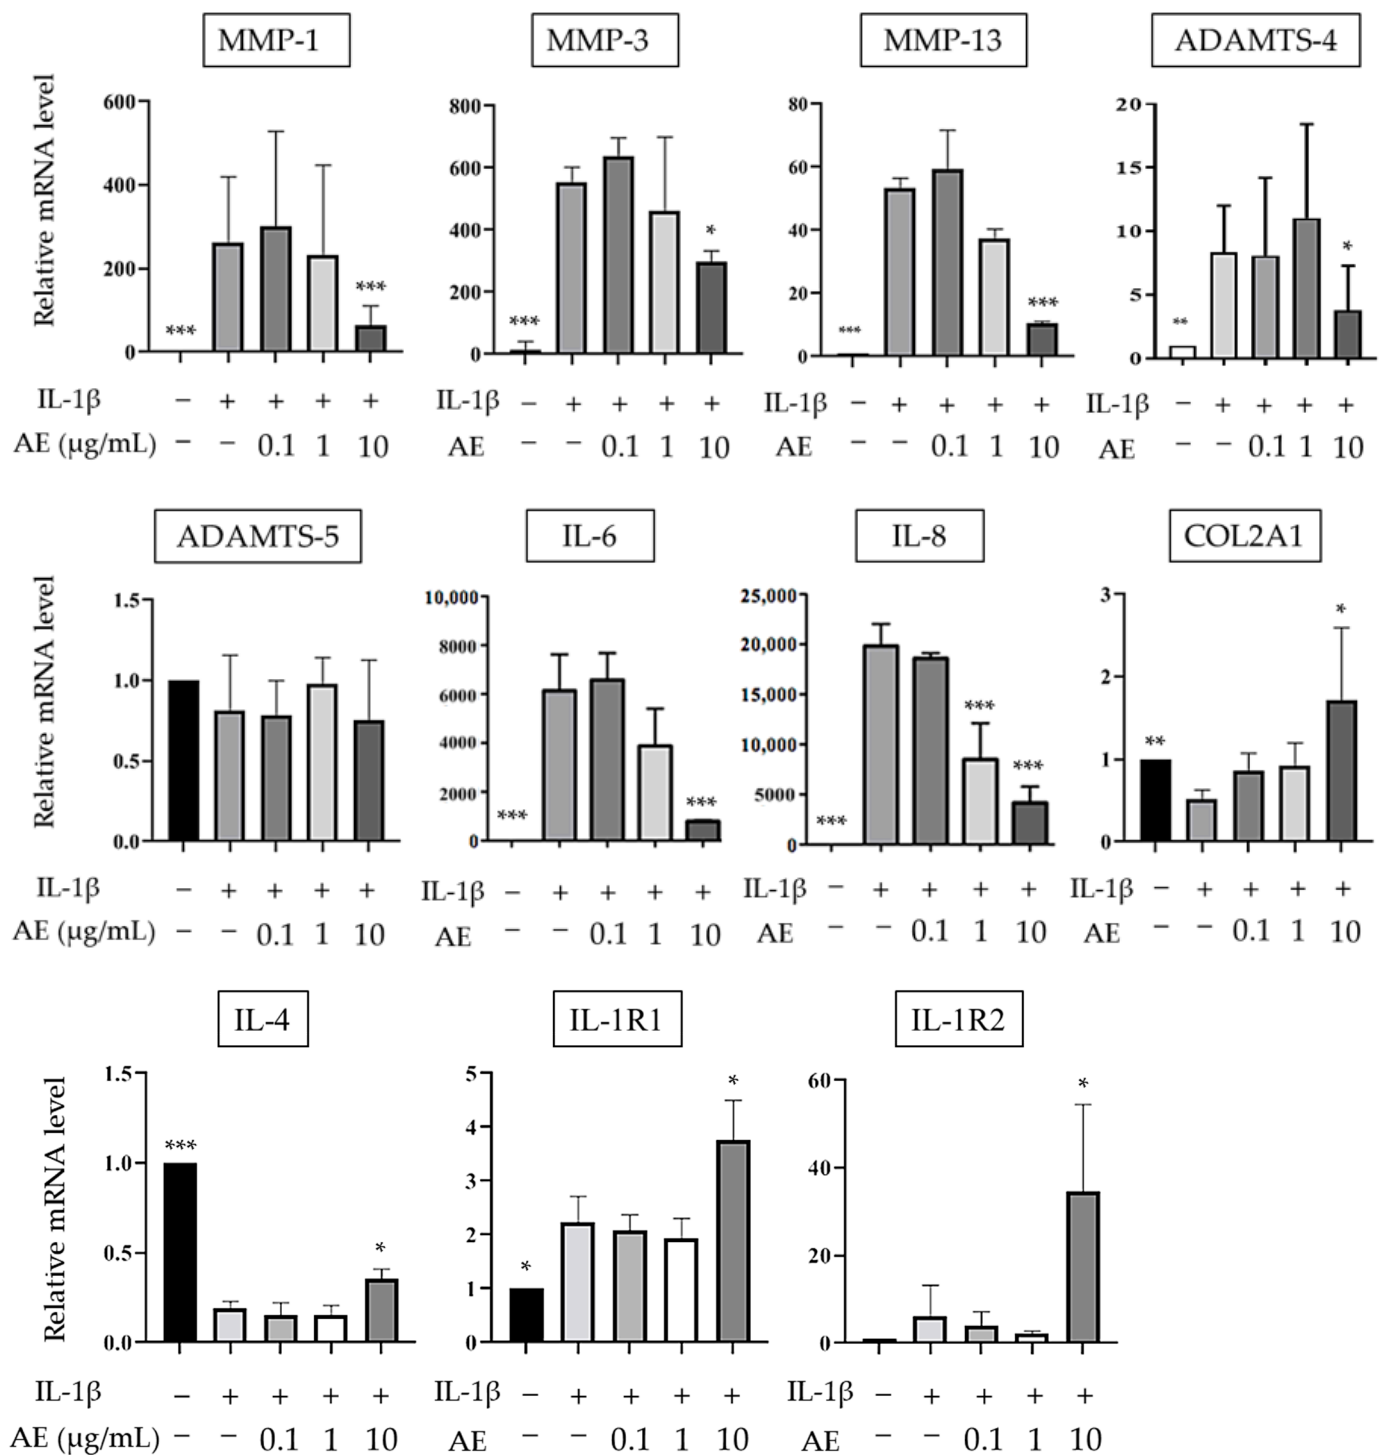 MMP-1 MMP-3 MMP-13 ADAMTS-4
Relative mRNA level
600
400
200
0
*** ***
800
600
400
200
0
*** *
80
60
40
20
0
*** ***
20
15
10
5
0
** *
IL-1β − + + + +
AE (µg/mL) − − 0.1 1 10
IL-1β − + + + +
AE − − 0.1 1 10
IL-1β − + + + +
AE − − 0.1 1 10
IL-1β − + + + +
AE − − 0.1 1 10
ADAMTS-5 IL-6 IL-8 COL2A1
Relative mRNA level
1.5
1.0
0.5
0.0
10,000
8000
6000
4000
2000
0
*** ***
25,000
20,000
15,000
10,000
5000
0
*** *** ***
3
2
1
0
** *
IL-1β − + + + +
AE (µg/mL) − − 0.1 1 10
IL-1β − + + + +
AE − − 0.1 1 10
IL-1β − + + + +
AE − − 0.1 1 10
IL-1β − + + + +
AE − − 0.1 1 10
IL-4 IL-1R1 IL-1R2
Relative mRNA level
1.5
1.0
0.5
0.0
*** *
5
4
3
2
1
0
* *
60
40
20
0
*
IL-1β − + + + +
AE (µg/mL) − − 0.1 1 10
IL-1β − + + + +
AE − − 0.1 1 10
IL-1β − + + + +
AE − − 0.1 1 10